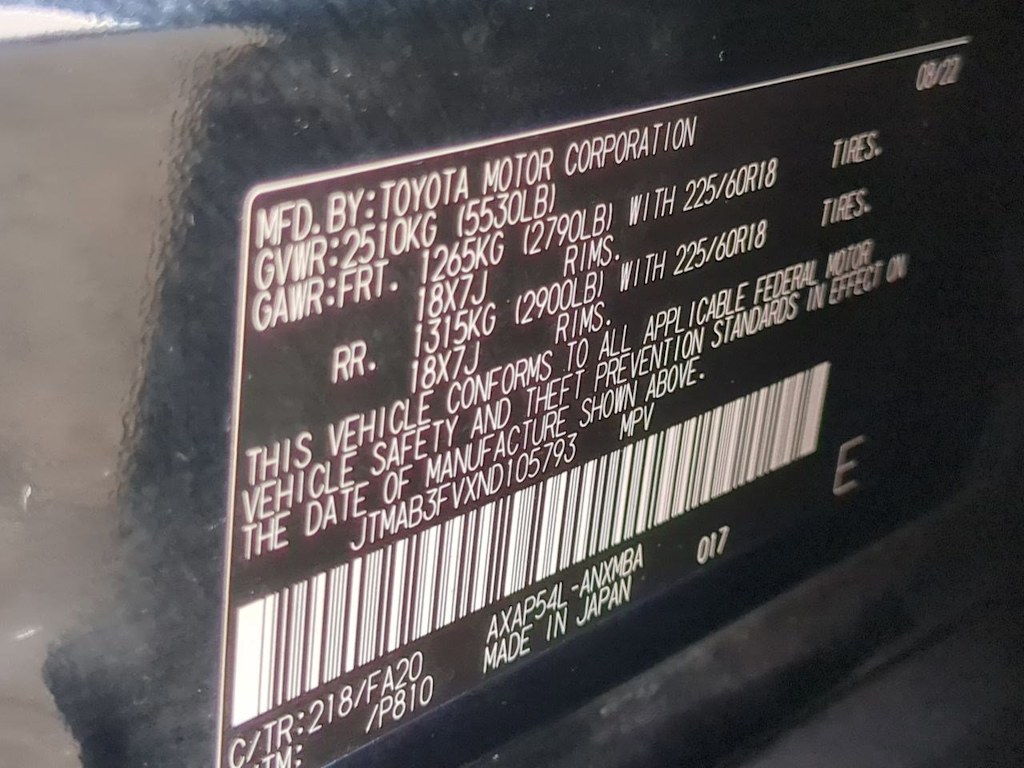 08/22
MFD. BY:TOYOTA MOTOR CORPORATION
GVWR:2510KG (5530LB)
GAWR:FRT. 1265KG (2790LB) WITH 225/60R18 TIRES.
18X7J RIMS.
RR. 1315KG (2900LB) WITH 225/60R18 TIRES.
18X7J RIMS.
THIS VEHICLE CONFORMS TO ALL APPLICABLE FEDERAL MOTOR
VEHICLE SAFETY AND THEFT PREVENTION STANDARDS IN EFFECT ON
THE DATE OF MANUFACTURE SHOWN ABOVE.
JTMAB3FVXND105793 MPV
E
017
AXAP54L-ANXMBA
MADE IN JAPAN
C/TR:218/FA20
/P810